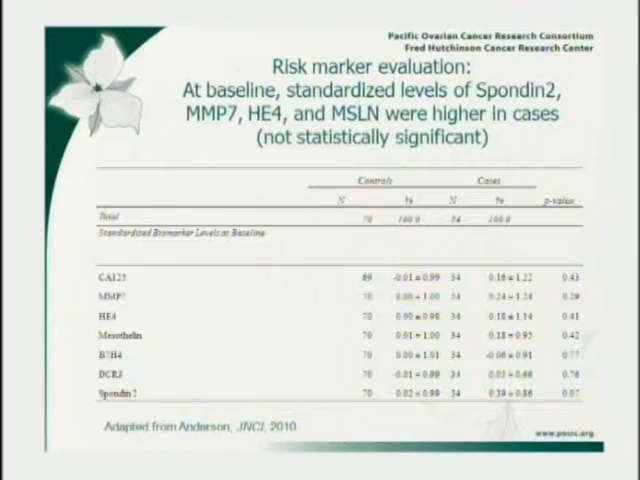 Pacific Ovarian Cancer Research Consortium
Fred Hutchinson Cancer Research Center
Risk marker evaluation:
At baseline, standardized levels of Spondin2,
MMP7, HE4, and MSLN were higher in cases
(not statistically significant)
Controls Cases
N % N % p-value
Total 70 100.0 34 100.0
Standardized Biomarker Levels at Baseline
CA125 69 -0.01 ± 0.99 34 0.16 ± 1.22 0.43
MMP7 70 0.00 ± 1.00 34 0.24 ± 1.24 0.29
HE4 70 0.00 ± 0.98 34 0.18 ± 1.14 0.41
Mesothelin 70 0.01 ± 1.00 34 0.18 ± 0.95 0.42
B7H4 70 0.00 ± 1.01 34 -0.06 ± 0.91 0.77
DCR3 70 -0.01 ± 0.99 34 0.05 ± 0.76
Spondin 2 70 0.02 ± 0.99 34 0.39 ± 0.86 0.07
Adapted from Anderson, JNCI, 2010
www.pocrc.org